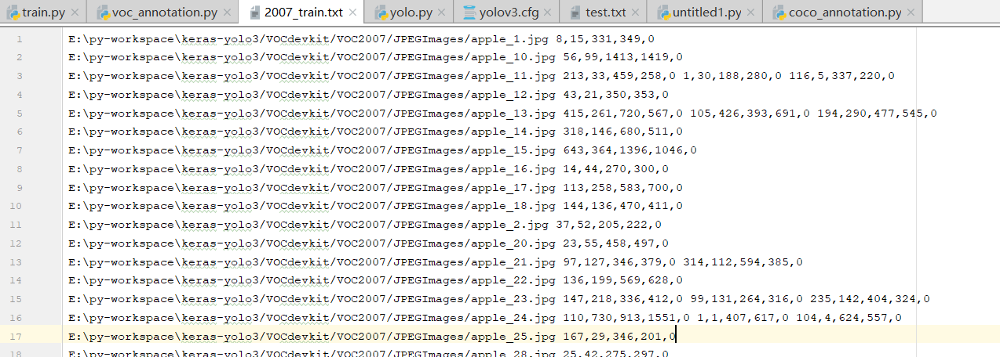 train.py voc_annotation.py 2007_train.txt yolo.py yolov3.cfg test.txt untitled1.py coco_annotation.py
1 E:\py-workspace\keras-yolo3/VOCdevkit/VOC2007/JPEGImages/apple_1.jpg 8,15,331,349,0
2 E:\py-workspace\keras-yolo3/VOCdevkit/VOC2007/JPEGImages/apple_10.jpg 56,99,1413,1419,0
3 E:\py-workspace\keras-yolo3/VOCdevkit/VOC2007/JPEGImages/apple_11.jpg 213,33,459,258,0 1,30,188,280,0 116,5,337,220,0
4 E:\py-workspace\keras-yolo3/VOCdevkit/VOC2007/JPEGImages/apple_12.jpg 43,21,350,353,0
5 E:\py-workspace\keras-yolo3/VOCdevkit/VOC2007/JPEGImages/apple_13.jpg 415,261,720,567,0 105,426,393,691,0 194,290,477,545,0
6 E:\py-workspace\keras-yolo3/VOCdevkit/VOC2007/JPEGImages/apple_14.jpg 318,146,680,511,0
7 E:\py-workspace\keras-yolo3/VOCdevkit/VOC2007/JPEGImages/apple_15.jpg 643,364,1396,1046,0
8 E:\py-workspace\keras-yolo3/VOCdevkit/VOC2007/JPEGImages/apple_16.jpg 14,44,270,300,0
9 E:\py-workspace\keras-yolo3/VOCdevkit/VOC2007/JPEGImages/apple_17.jpg 113,258,583,700,0
10 E:\py-workspace\keras-yolo3/VOCdevkit/VOC2007/JPEGImages/apple_18.jpg 144,136,470,411,0
11 E:\py-workspace\keras-yolo3/VOCdevkit/VOC2007/JPEGImages/apple_2.jpg 37,52,205,222,0
12 E:\py-workspace\keras-yolo3/VOCdevkit/VOC2007/JPEGImages/apple_20.jpg 23,55,458,497,0
13 E:\py-workspace\keras-yolo3/VOCdevkit/VOC2007/JPEGImages/apple_21.jpg 97,127,346,379,0 314,112,594,385,0
14 E:\py-workspace\keras-yolo3/VOCdevkit/VOC2007/JPEGImages/apple_22.jpg 136,199,569,628,0
15 E:\py-workspace\keras-yolo3/VOCdevkit/VOC2007/JPEGImages/apple_23.jpg 147,218,336,412,0 99,131,264,316,0 235,142,404,324,0
16 E:\py-workspace\keras-yolo3/VOCdevkit/VOC2007/JPEGImages/apple_24.jpg 110,730,913,1551,0 1,1,407,617,0 104,4,624,557,0
17 E:\py-workspace\keras-yolo3/VOCdevkit/VOC2007/JPEGImages/apple_25.jpg 167,29,346,201,0
18 E:\py-workspace\keras-yolo3/VOCdevkit/VOC2007/JPEGImages/apple_28.jpg 25,42,275,297,0